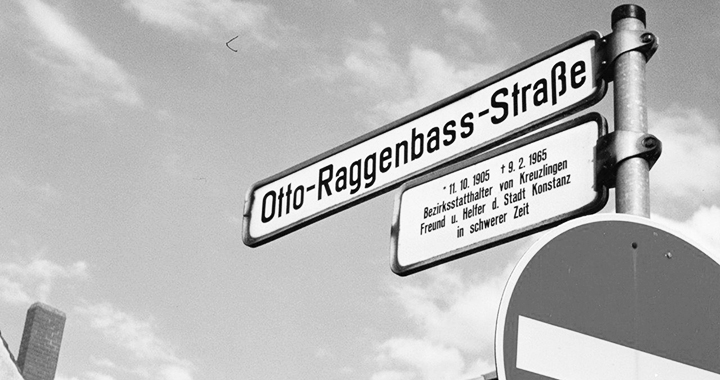 Otto-Raggenbass-Straße
* 11. 10. 1905 † 9. 2. 1965
Bezirksstatthalter von Kreuzlingen
Freund u. Helfer d. Stadt Konstanz
in schwerer Zeit